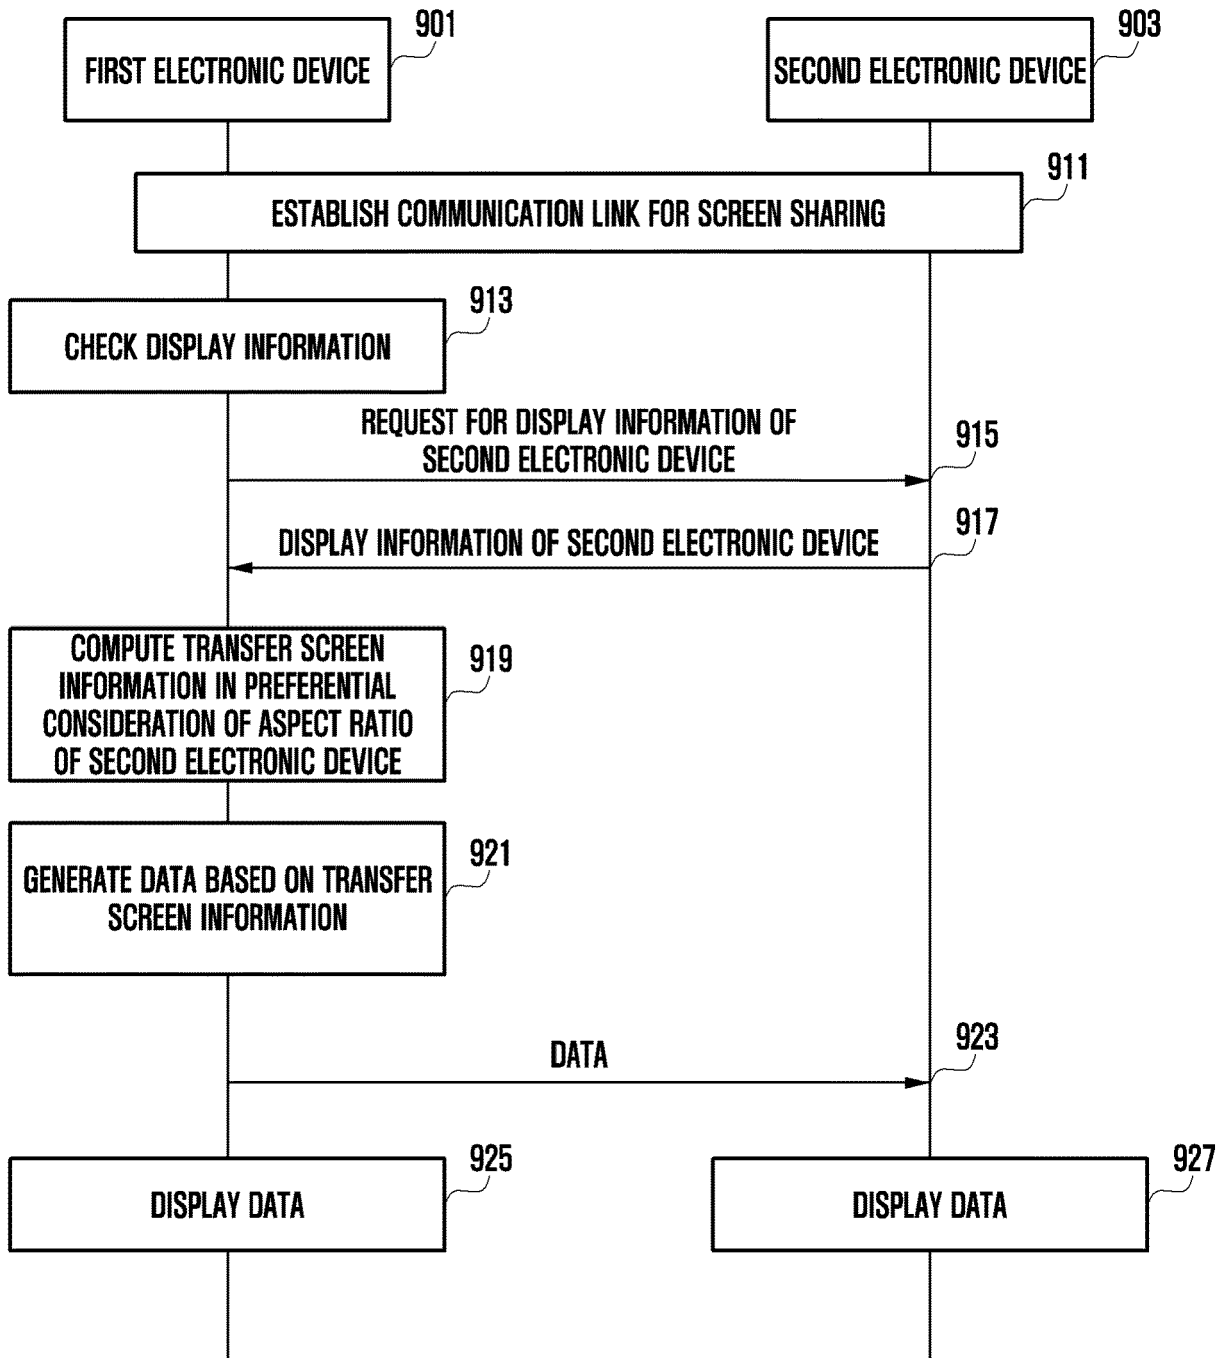 901
FIRST ELECTRONIC DEVICE
903
SECOND ELECTRONIC DEVICE
911
ESTABLISH COMMUNICATION LINK FOR SCREEN SHARING
913
CHECK DISPLAY INFORMATION
REQUEST FOR DISPLAY INFORMATION OF
SECOND ELECTRONIC DEVICE
915
917
DISPLAY INFORMATION OF SECOND ELECTRONIC DEVICE
COMPUTE TRANSFER SCREEN
INFORMATION IN PREFERENTIAL
CONSIDERATION OF ASPECT RATIO
OF SECOND ELECTRONIC DEVICE
919
921
GENERATE DATA BASED ON TRANSFER
SCREEN INFORMATION
923
DATA
925
DISPLAY DATA
927
DISPLAY DATA